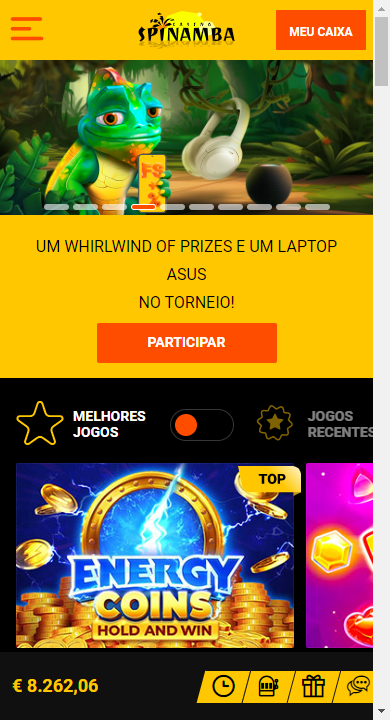 CASINO
SPINAMBA
MEU CAIXA
FS
UM WHIRLWIND OF PRIZES E UM LAPTOP
ASUS
NO TORNEIO!
PARTICIPAR
MELHORES
JOGOS
JOGOS
RECENTES
TOP
ENERGY
COINS
HOLD AND WIN
€ 8.262,06